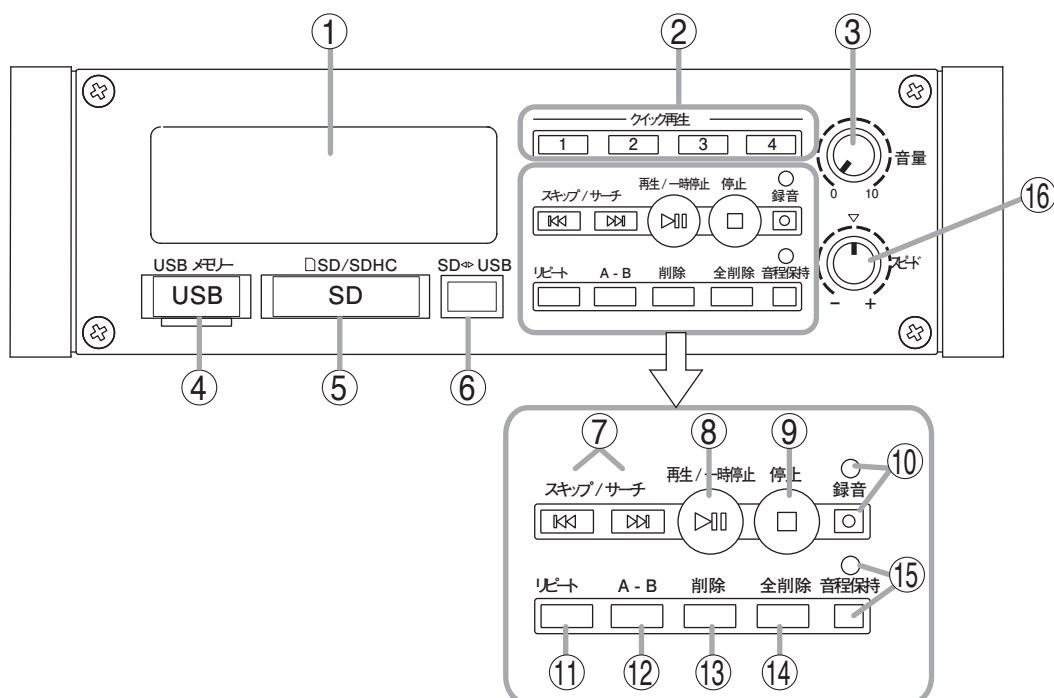 ① ② ③
クイック再生
1 2 3 4
音量
0 10
スキップ / サーチ 再生 / 一時停止 停止 録音
⑯
スピード
− +
USB メモリー SD/SDHC SD USB
USB SD
リピート A - B 削除 全削除 音程保持
④ ⑤ ⑥
⑦ ⑧ ⑨ ⑩
スキップ / サーチ 再生 / 一時停止 停止 録音
⑮
リピート A - B 削除 全削除 音程保持
⑪ ⑫ ⑬ ⑭